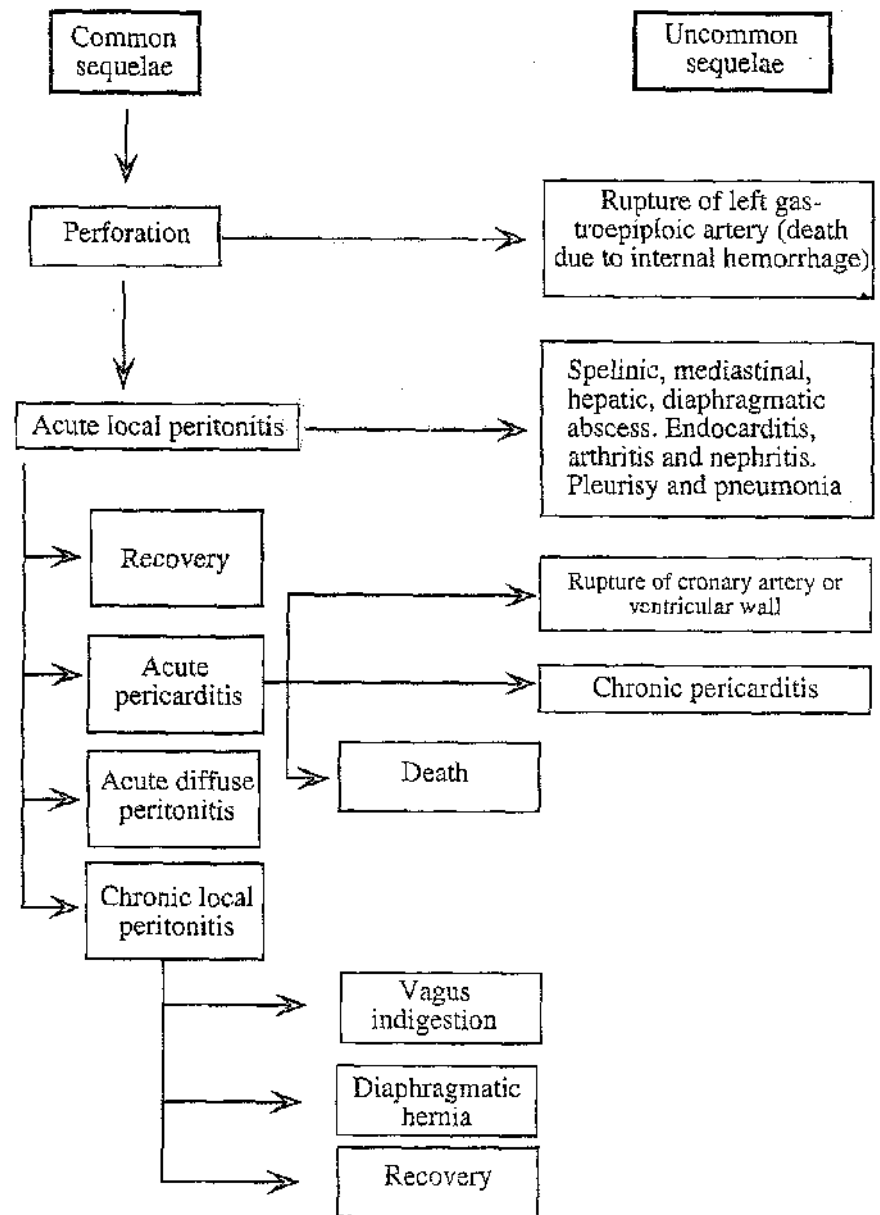 Common
sequelae
Uncommon
sequelae
Perforation
Rupture of left gas-
troepiploic artery (death
due to internal hemorrhage)
Acute local peritonitis
Spelinic, mediastinal,
hepatic, diaphragmatic
abscess. Endocarditis,
arthritis and nephritis.
Pleurisy and pneumonia
Recovery
Rupture of cronary artery or
ventricular wall
Acute
pericarditis
Chronic pericarditis
Death
Acute diffuse
peritonitis
Chronic local
peritonitis
Vagus
indigestion
Diaphragmatic
hernia
Recovery